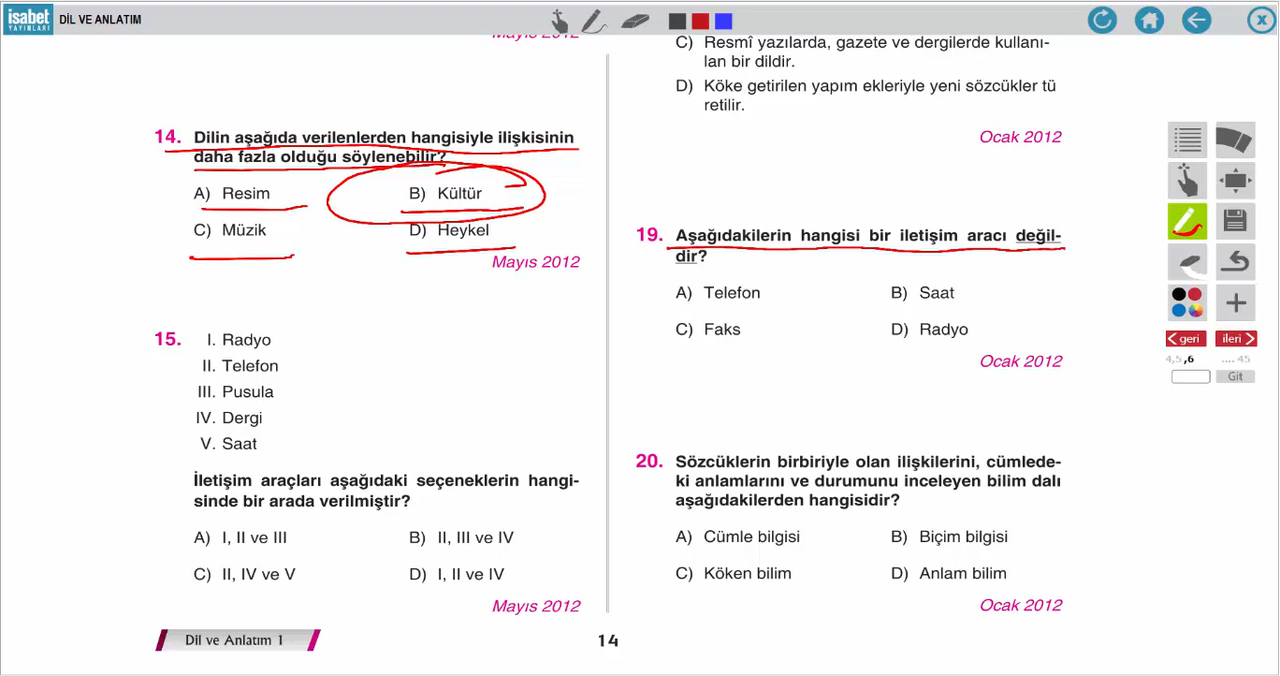 isabet
YAYINLARI
DİL VE ANLATIM
Mayıs 2012
14. Dilin aşağıda verilenlerden hangisiyle ilişkisinin
daha fazla olduğu söylenebilir?
A) Resim B) Kültür
C) Müzik D) Heykel
Mayıs 2012
15. I. Radyo
II. Telefon
III. Pusula
IV. Dergi
V. Saat
İletişim araçları aşağıdaki seçeneklerin hangi-
sinde bir arada verilmiştir?
A) I, II ve III B) II, III ve IV
C) II, IV ve V D) I, II ve IV
Mayıs 2012
C) Resmî yazılarda, gazete ve dergilerde kullanı-
lan bir dildir.
D) Köke getirilen yapım ekleriyle yeni sözcükler tü
retilir.
Ocak 2012
19. Aşağıdakilerin hangisi bir iletişim aracı değil-
dir?
A) Telefon B) Saat
C) Faks D) Radyo
Ocak 2012
20. Sözcüklerin birbiriyle olan ilişkilerini, cümlede-
ki anlamlarını ve durumunu inceleyen bilim dalı
aşağıdakilerden hangisidir?
A) Cümle bilgisi B) Biçim bilgisi
C) Köken bilim D) Anlam bilim
Ocak 2012
Dil ve Anlatım 1
14
geri ileri
4,5,6 .... 45
Git